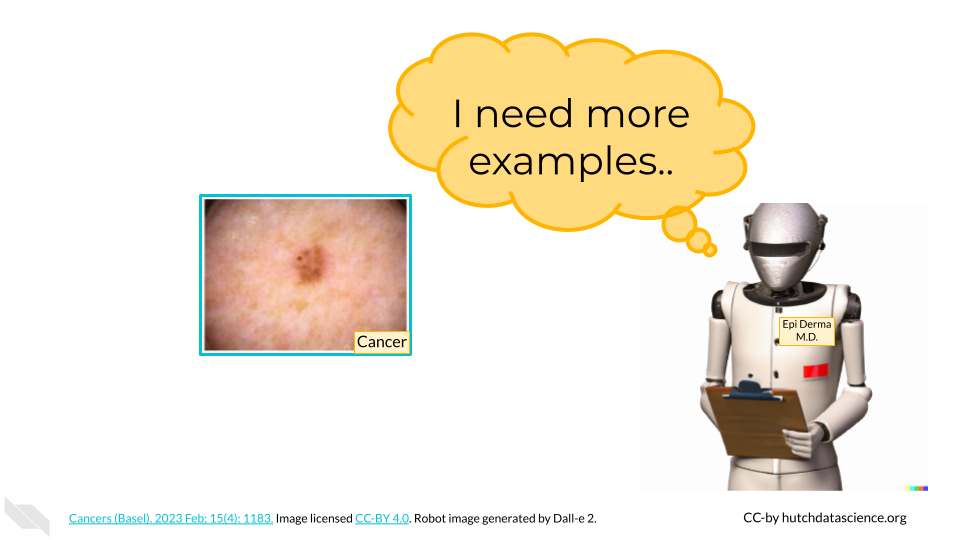 I need more
examples..
Cancer
Epi Derma
M.D.
Cancers (Basel). 2023 Feb; 15(4): 1183. Image licensed CC-BY 4.0. Robot image generated by Dall-e 2.
CC-by hutchdatascience.org